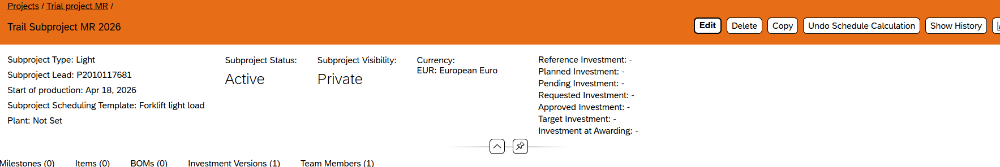 Projects / Trial project MR /
Trail Subproject MR 2026
Edit
Delete
Copy
Undo Schedule Calculation
Show History
Subproject Type: Light
Subproject Lead: P2010117681
Start of production: Apr 18, 2026
Subproject Scheduling Template: Forklift light load
Plant: Not Set
Subproject Status:
Active
Subproject Visibility:
Private
Currency:
EUR: European Euro
Reference Investment: -
Planned Investment: -
Pending Investment: -
Requested Investment: -
Approved Investment: -
Target Investment: -
Investment at Awarding: -
Milestones (0)
Items (0)
BOMs (0)
Investment Versions (1)
Team Members (1)